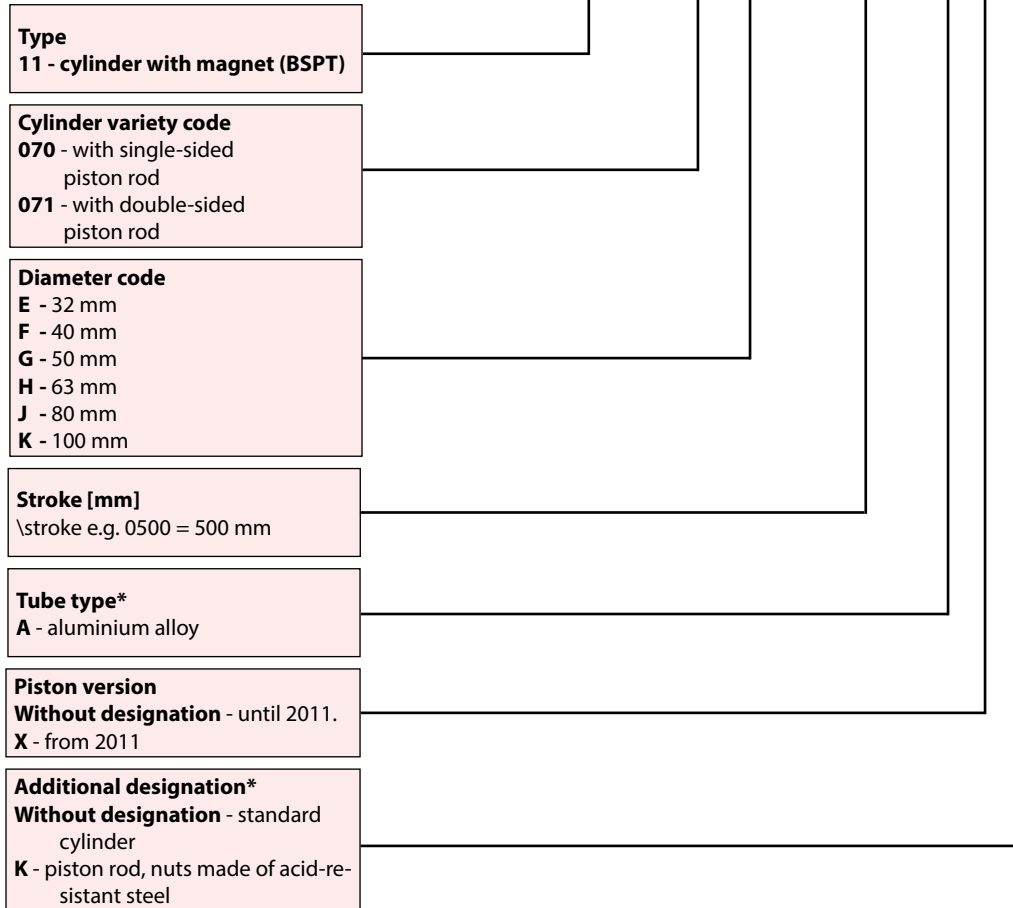 Type
11 - cylinder with magnet (BSPT)
Cylinder variety code
070 - with single-sided
piston rod
071 - with double-sided
piston rod
Diameter code
E - 32 mm
F - 40 mm
G - 50 mm
H - 63 mm
J - 80 mm
K - 100 mm
Stroke [mm]
\stroke e.g. 0500 = 500 mm
Tube type*
A - aluminium alloy
Piston version
Without designation - until 2011.
X - from 2011
Additional designation*
Without designation - standard
cylinder
K - piston rod, nuts made of acid-re-
sistant steel